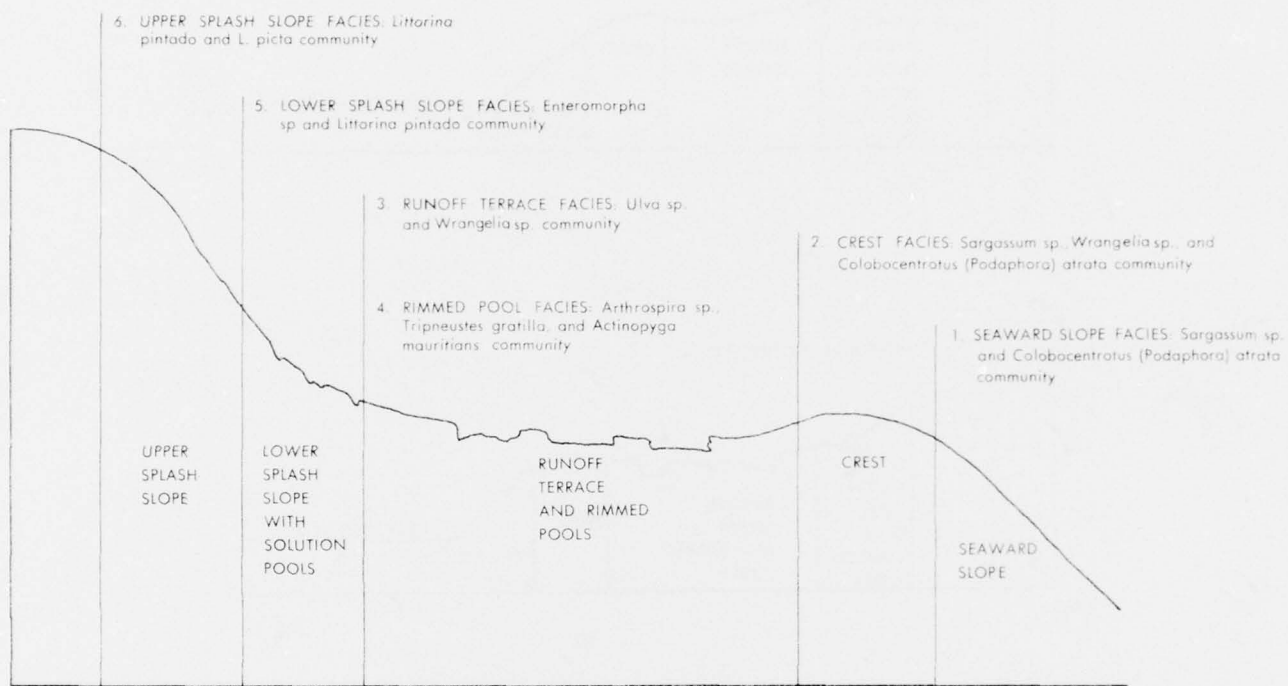 6. UPPER SPLASH SLOPE FACIES: Littorina
pintado and L. picta community
5. LOWER SPLASH SLOPE FACIES: Enteromorpha
sp and Littorina pintado community
3. RUNOFF TERRACE FACIES: Ulva sp.
and Wrangelia sp. community
4. RIMMED POOL FACIES: Arthrospira sp.,
Tripneustes gratilla, and Actinopyga
mauritians community
2. CREST FACIES: Sargassum sp., Wrangelia sp., and
Colobocentrotus (Podaphora) atrata community
1. SEAWARD SLOPE FACIES: Sargassum sp.
and Colobocentrotus (Podaphora) atrata
community
UPPER
SPLASH
SLOPE
LOWER
SPLASH
SLOPE
WITH
SOLUTION
POOLS
RUNOFF
TERRACE
AND RIMMED
POOLS
CREST
SEAWARD
SLOPE